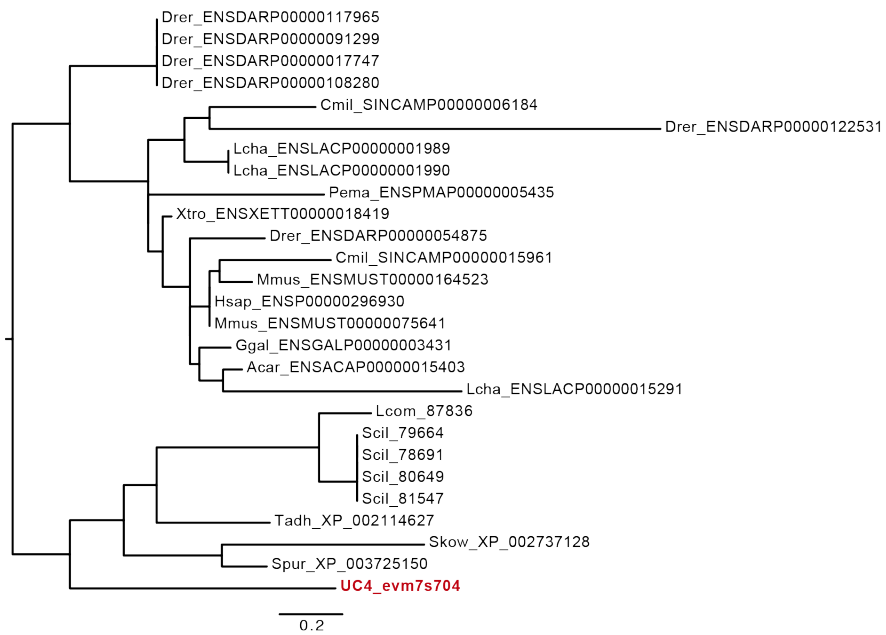 Drer_ENSDARP00000117965
Drer_ENSDARP00000091299
Drer_ENSDARP00000017747
Drer_ENSDARP00000108280
Cmil_SINCAMP00000006184
Drer_ENSDARP00000122531
Lcha_ENSLACP00000001989
Lcha_ENSLACP00000001990
Pema_ENSPMAP00000005435
Xtro_ENSXETT00000018419
Drer_ENSDARP00000054875
Cmil_SINCAMP00000015961
Mmus_ENSMUST00000164523
Hsap_ENSP00000296930
Mmus_ENSMUST00000075641
Ggal_ENSGALP00000003431
Acar_ENSACAP00000015403
Lcha_ENSLACP00000015291
Lcom_87836
Scil_79664
Scil_78691
Scil_80649
Scil_81547
Tadh_XP_002114627
Skow_XP_002737128
Spur_XP_003725150
UC4_evm7s704
0.2